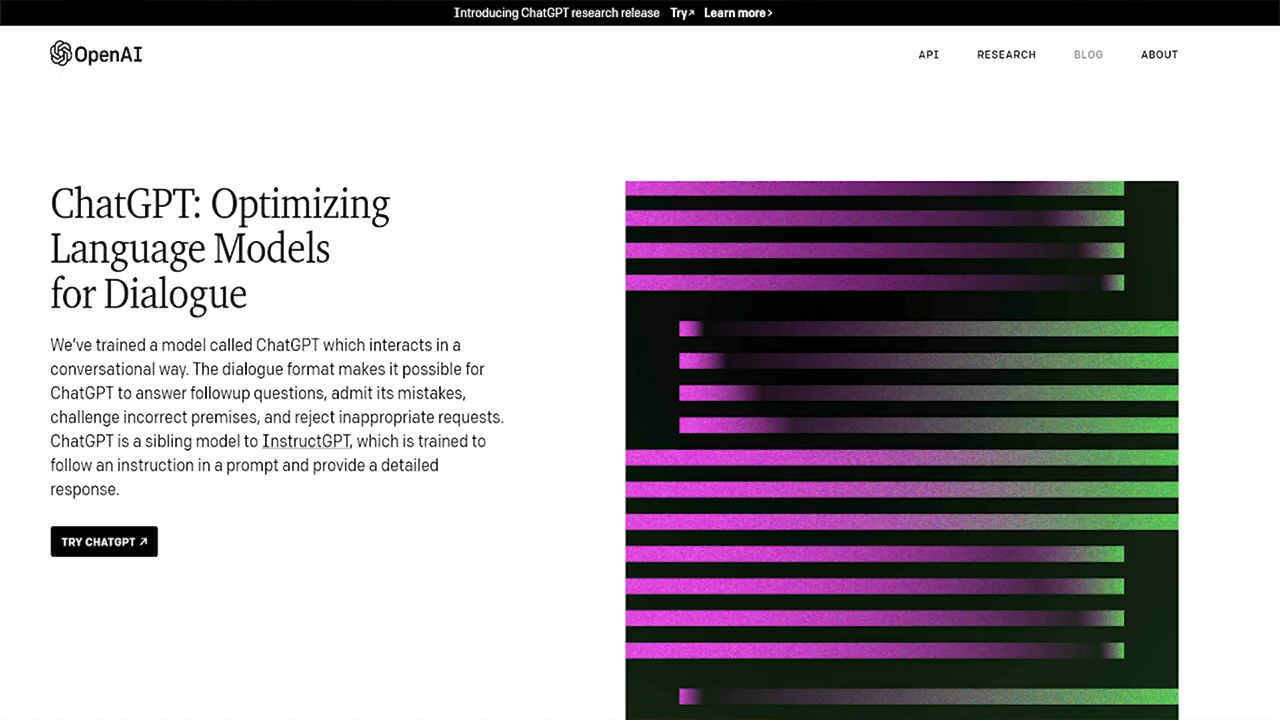 Introducing ChatGPT research release Try↗ Learn more›
OpenAI
API RESEARCH BLOG ABOUT
ChatGPT: Optimizing
Language Models
for Dialogue
We’ve trained a model called ChatGPT which interacts in a
conversational way. The dialogue format makes it possible for
ChatGPT to answer followup questions, admit its mistakes,
challenge incorrect premises, and reject inappropriate requests.
ChatGPT is a sibling model to InstructGPT, which is trained to
follow an instruction in a prompt and provide a detailed
response.
TRY CHATGPT ↗